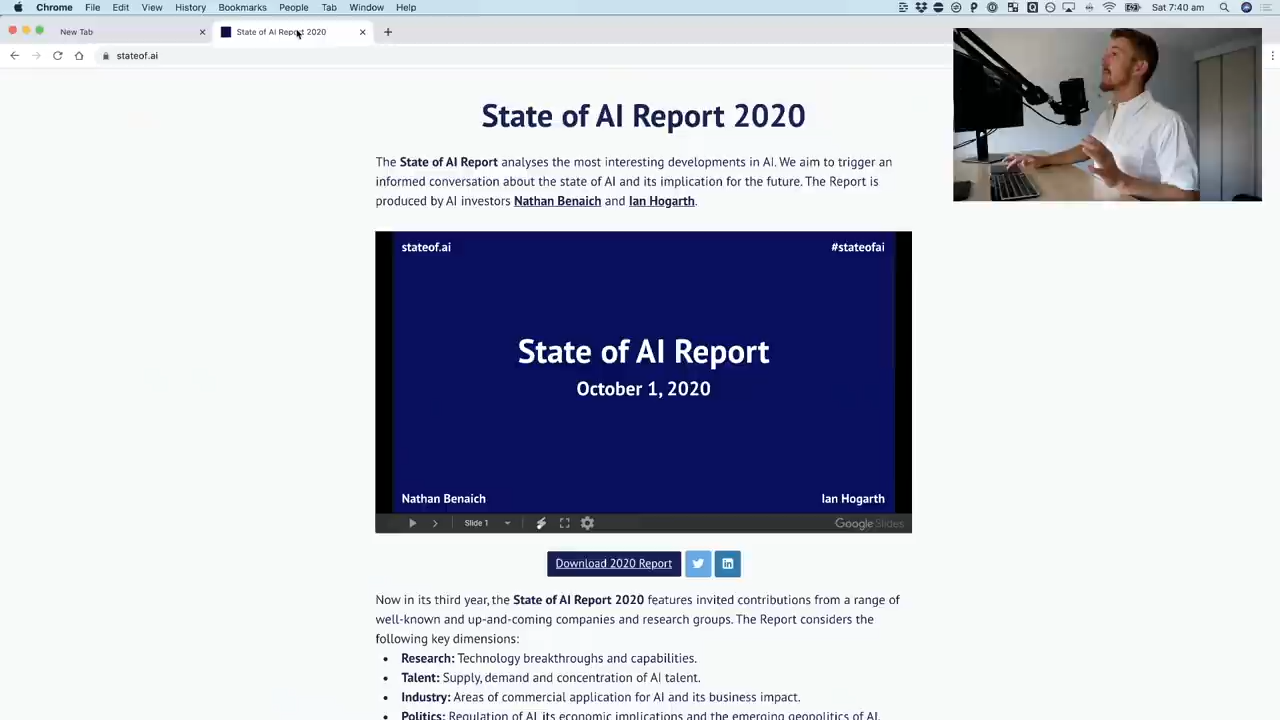 Chrome File Edit View History Bookmarks People Tab Window Help Sat 7:40 am
New Tab State of AI Report 2020
stateof.ai
State of AI Report 2020
The State of AI Report analyses the most interesting developments in AI. We aim to trigger an
informed conversation about the state of AI and its implication for the future. The Report is
produced by AI investors Nathan Benaich and Ian Hogarth.
stateof.ai #stateofai
State of AI Report
October 1, 2020
Nathan Benaich Ian Hogarth
Slide 1 Google Slides
Download 2020 Report
Now in its third year, the State of AI Report 2020 features invited contributions from a range of
well-known and up-and-coming companies and research groups. The Report considers the
following key dimensions:
• Research: Technology breakthroughs and capabilities.
• Talent: Supply, demand and concentration of AI talent.
• Industry: Areas of commercial application for AI and its business impact.
• Politics: Regulation of AI, its economic implications and the emerging geopolitics of AI.